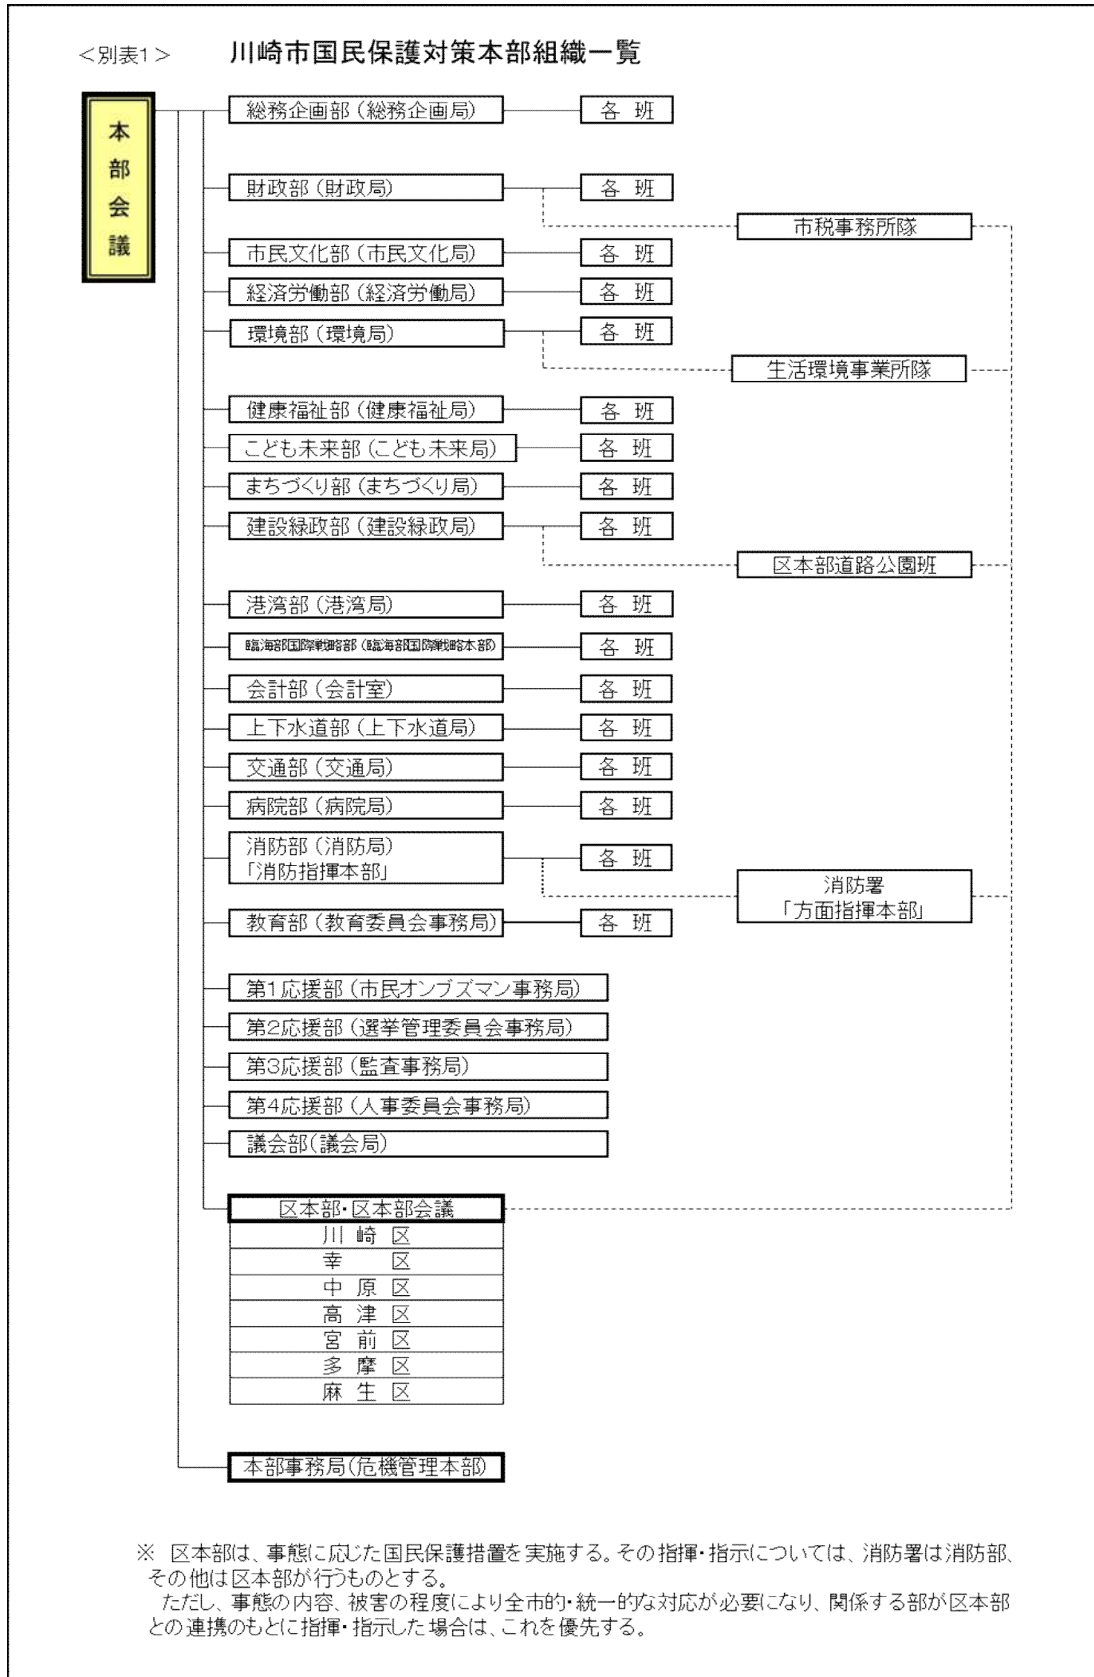 ＜別表1＞ 川崎市国民保護対策本部組織一覧
本部会議
総務企画部（総務企画局） 各 班
財政部（財政局） 各 班
市税事務所隊
市民文化部（市民文化局） 各 班
経済労働部（経済労働局） 各 班
環境部（環境局） 各 班
生活環境事業所隊
健康福祉部（健康福祉局） 各 班
こども未来部（こども未来局） 各 班
まちづくり部（まちづくり局） 各 班
建設緑政部（建設緑政局） 各 班
区本部道路公園班
港湾部（港湾局） 各 班
臨海部国際戦略部（臨海部国際戦略本部） 各 班
会計部（会計室） 各 班
上下水道部（上下水道局） 各 班
交通部（交通局） 各 班
病院部（病院局） 各 班
消防部（消防局）
「消防指揮本部」 各 班
消防署
「方面指揮本部」
教育部（教育委員会事務局） 各 班
第1応援部（市民オンブズマン事務局）
第2応援部（選挙管理委員会事務局）
第3応援部（監査事務局）
第4応援部（人事委員会事務局）
議会部（議会局）
区本部・区本部会議
川 崎 区
幸 区
中 原 区
高 津 区
宮 前 区
多 摩 区
麻 生 区
本部事務局（危機管理本部）
※ 区本部は、事態に応じた国民保護措置を実施する。その指揮・指示については、消防署は消防部、
その他は区本部が行うものとする。
ただし、事態の内容、被害の程度により全市的・統一的な対応が必要になり、関係する部が区本部
との連携のもとに指揮・指示した場合は、これを優先する。